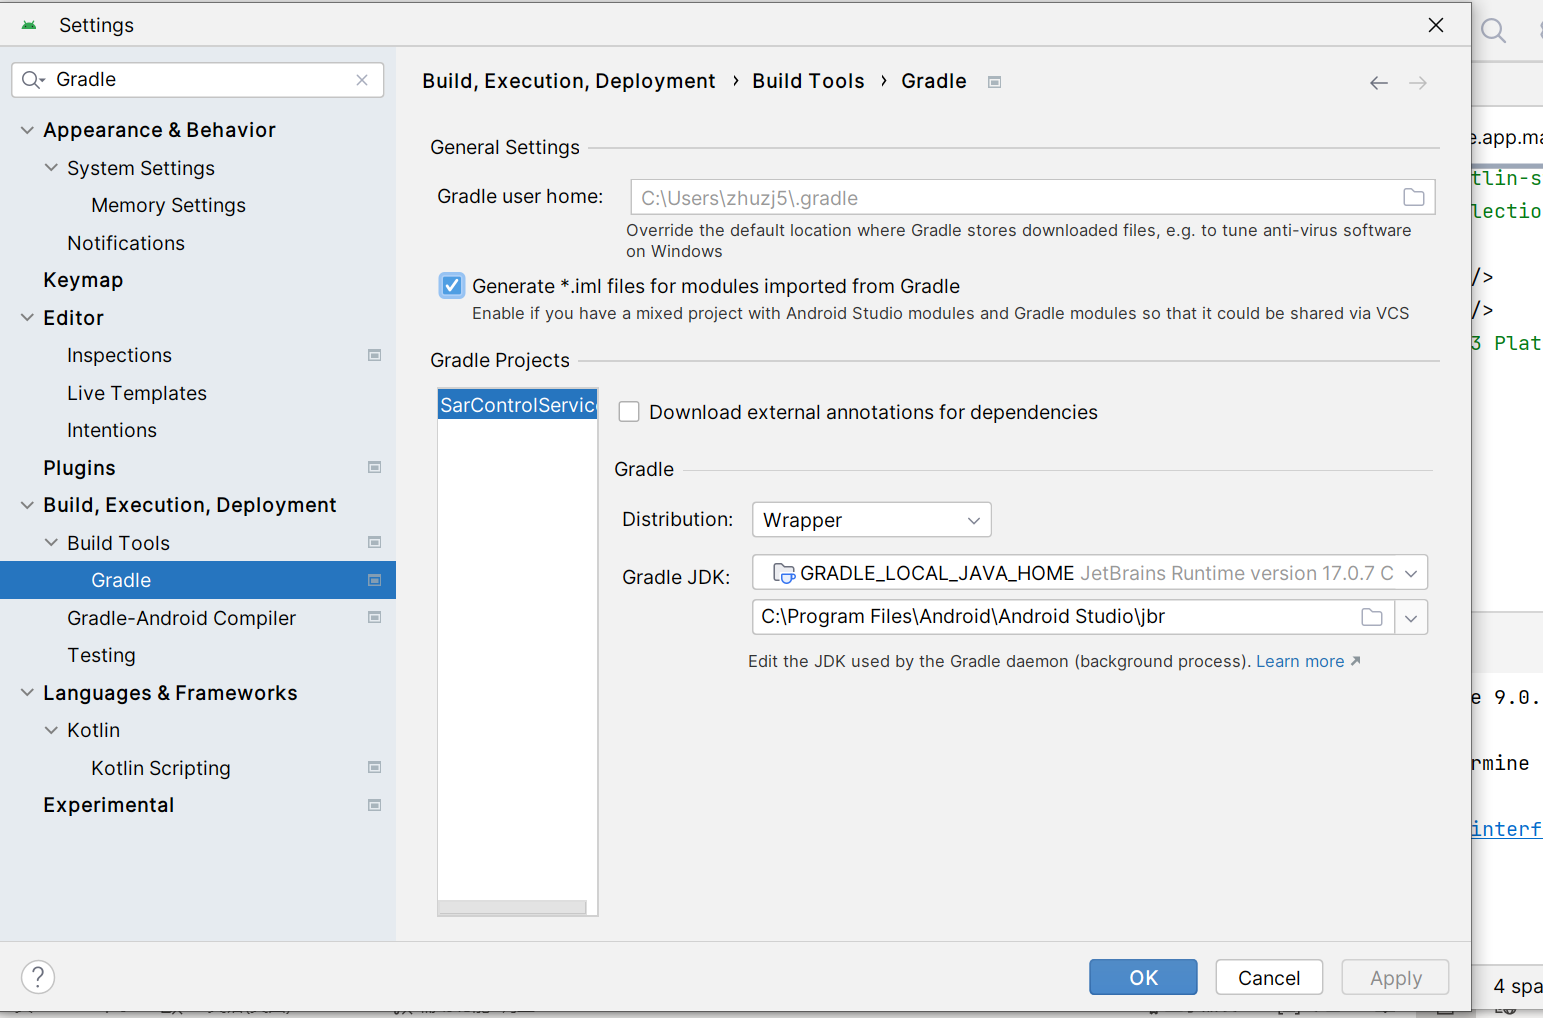 Settings
Gradle
Appearance & Behavior
System Settings
Memory Settings
Notifications
Keymap
Editor
Inspections
Live Templates
Intentions
Plugins
Build, Execution, Deployment
Build Tools
Gradle
Gradle-Android Compiler
Testing
Languages & Frameworks
Kotlin
Kotlin Scripting
Experimental
Build, Execution, Deployment › Build Tools › Gradle
General Settings
Gradle user home:
C:\Users\zhuzj5\.gradle
Override the default location where Gradle stores downloaded files, e.g. to tune anti-virus software
on Windows
Generate *.iml files for modules imported from Gradle
Enable if you have a mixed project with Android Studio modules and Gradle modules so that it could be shared via VCS
Gradle Projects
SarControlServic
Download external annotations for dependencies
Gradle
Distribution:
Wrapper
Gradle JDK:
GRADLE_LOCAL_JAVA_HOME JetBrains Runtime version 17.0.7 C
C:\Program Files\Android\Android Studio\jbr
Edit the JDK used by the Gradle daemon (background process). Learn more ↗
?
OK
Cancel
Apply
e.app.ma
tlin-s
lectio
/>
/>
3 Plat
e 9.0.
rmine
interf
4 spa